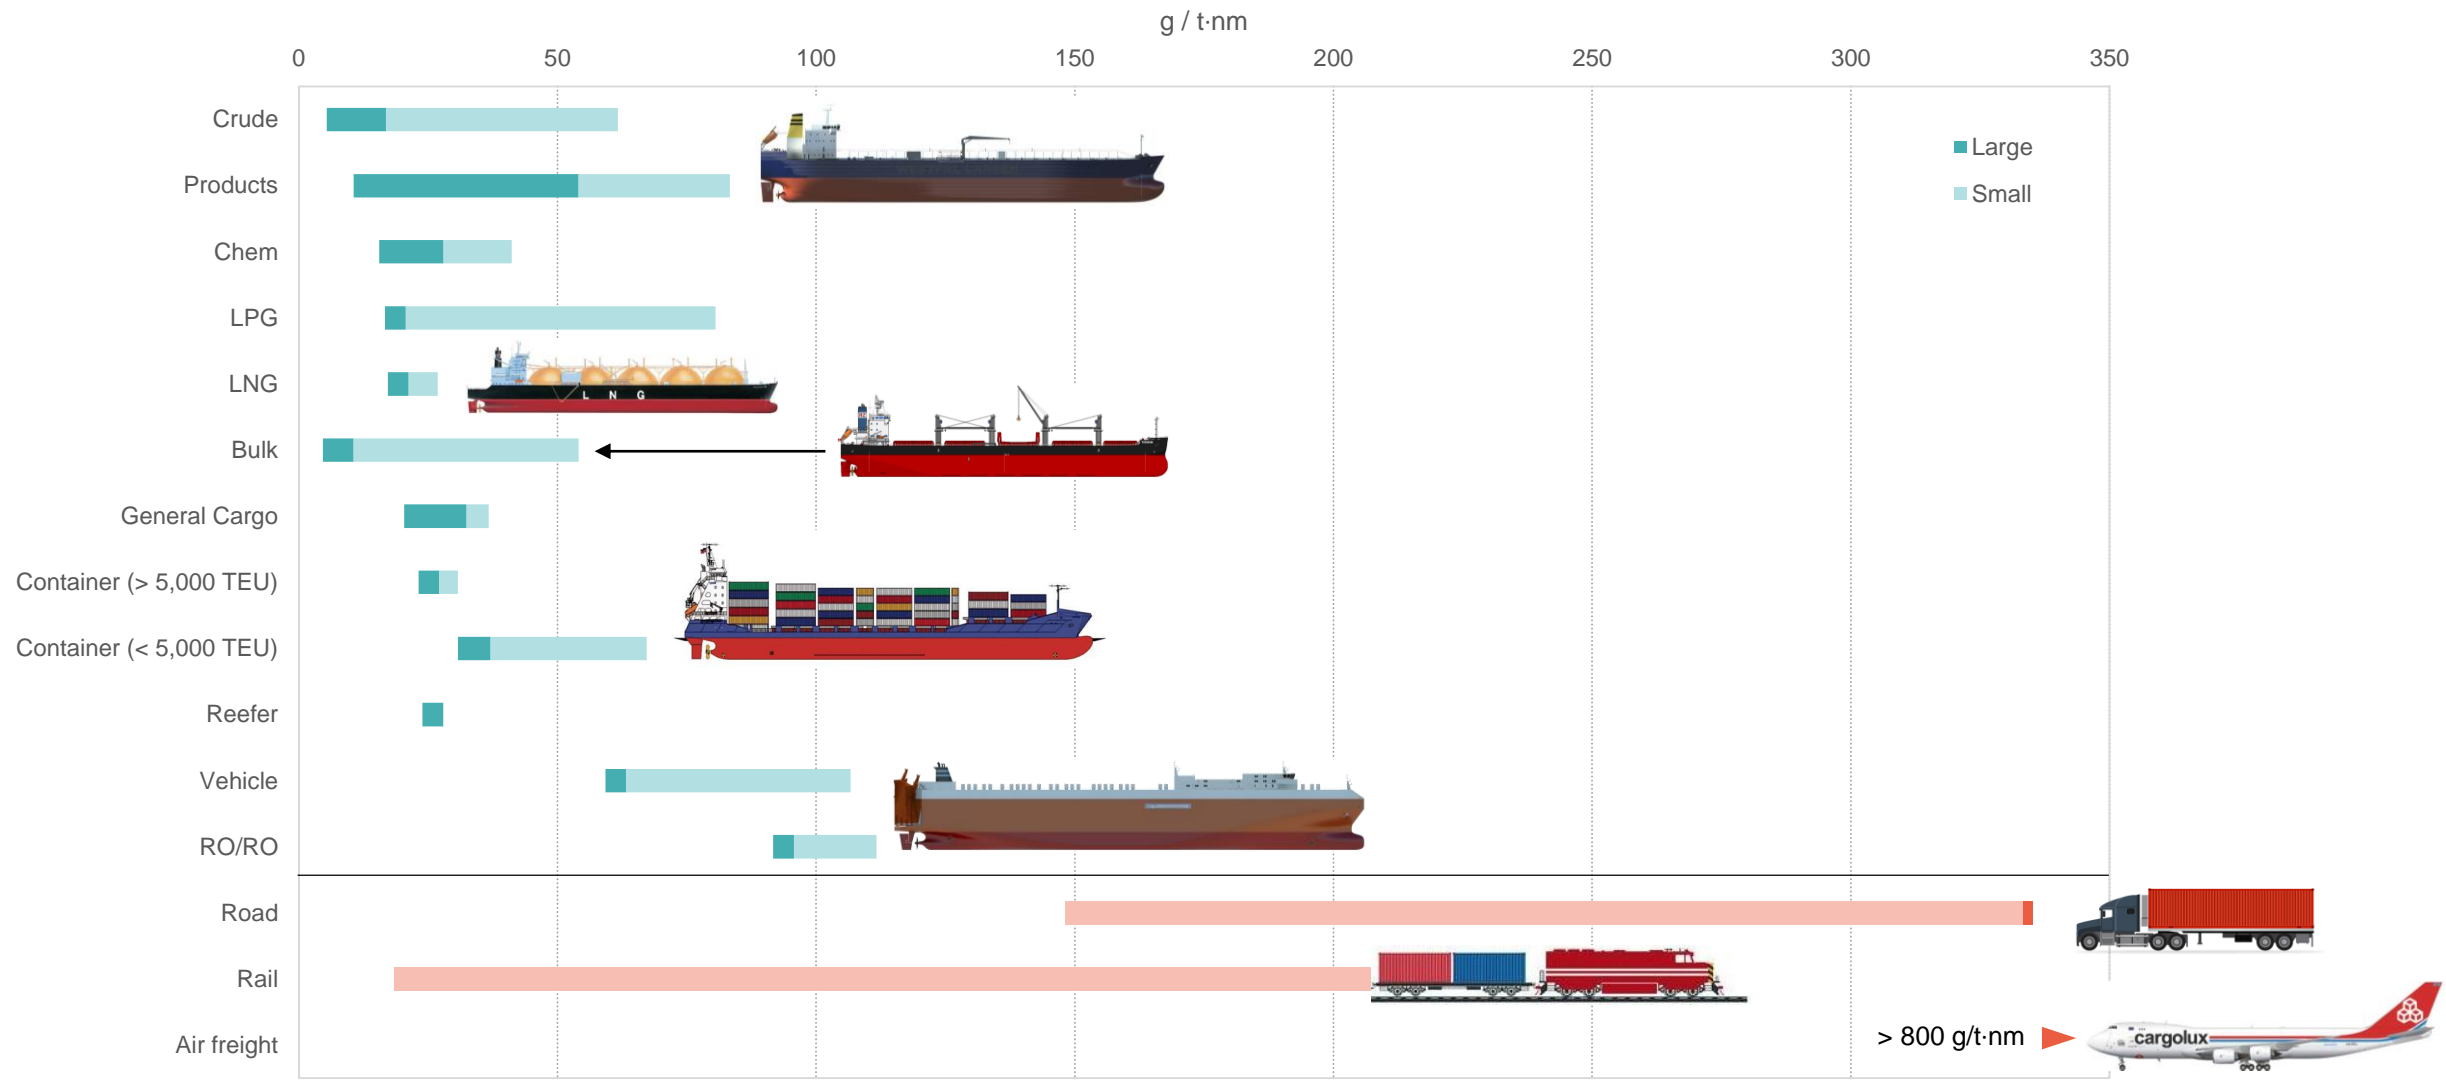 g / t·nm
0 50 100 150 200 250 300 350
Crude
Large
Products
Small
Chem
LPG
LNG
L N G
Bulk
General Cargo
Container (> 5,000 TEU)
Container (< 5,000 TEU)
Reefer
Vehicle
RO/RO
Road
Rail
Air freight
> 800 g/t·nm
cargolux